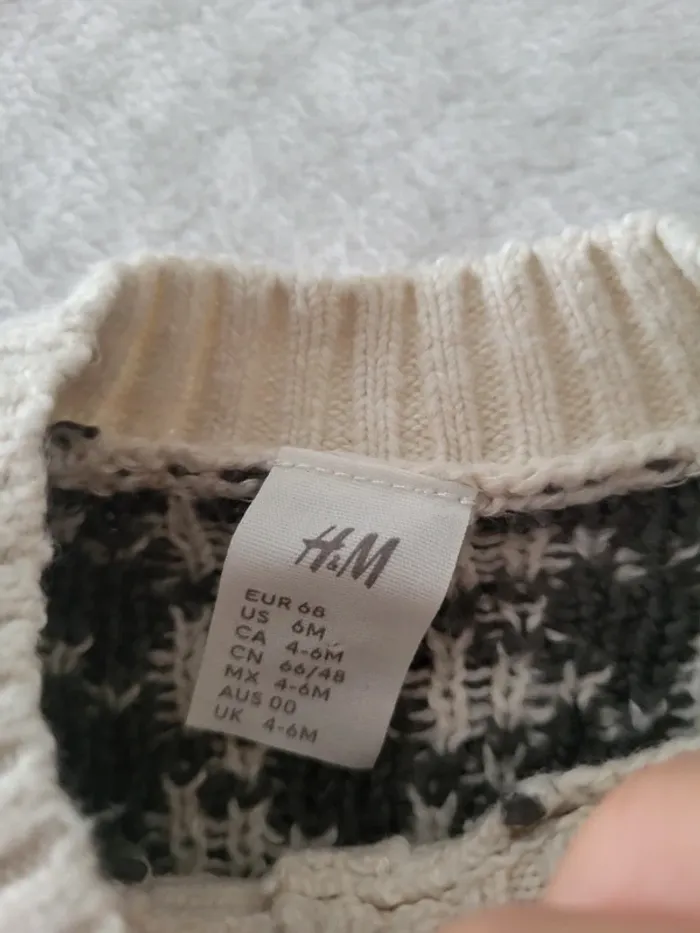 H&M
EUR 68
US 6M
CA 4-6M
CN 66/48
MX 4-6M
AUS 00
UK 4-6M